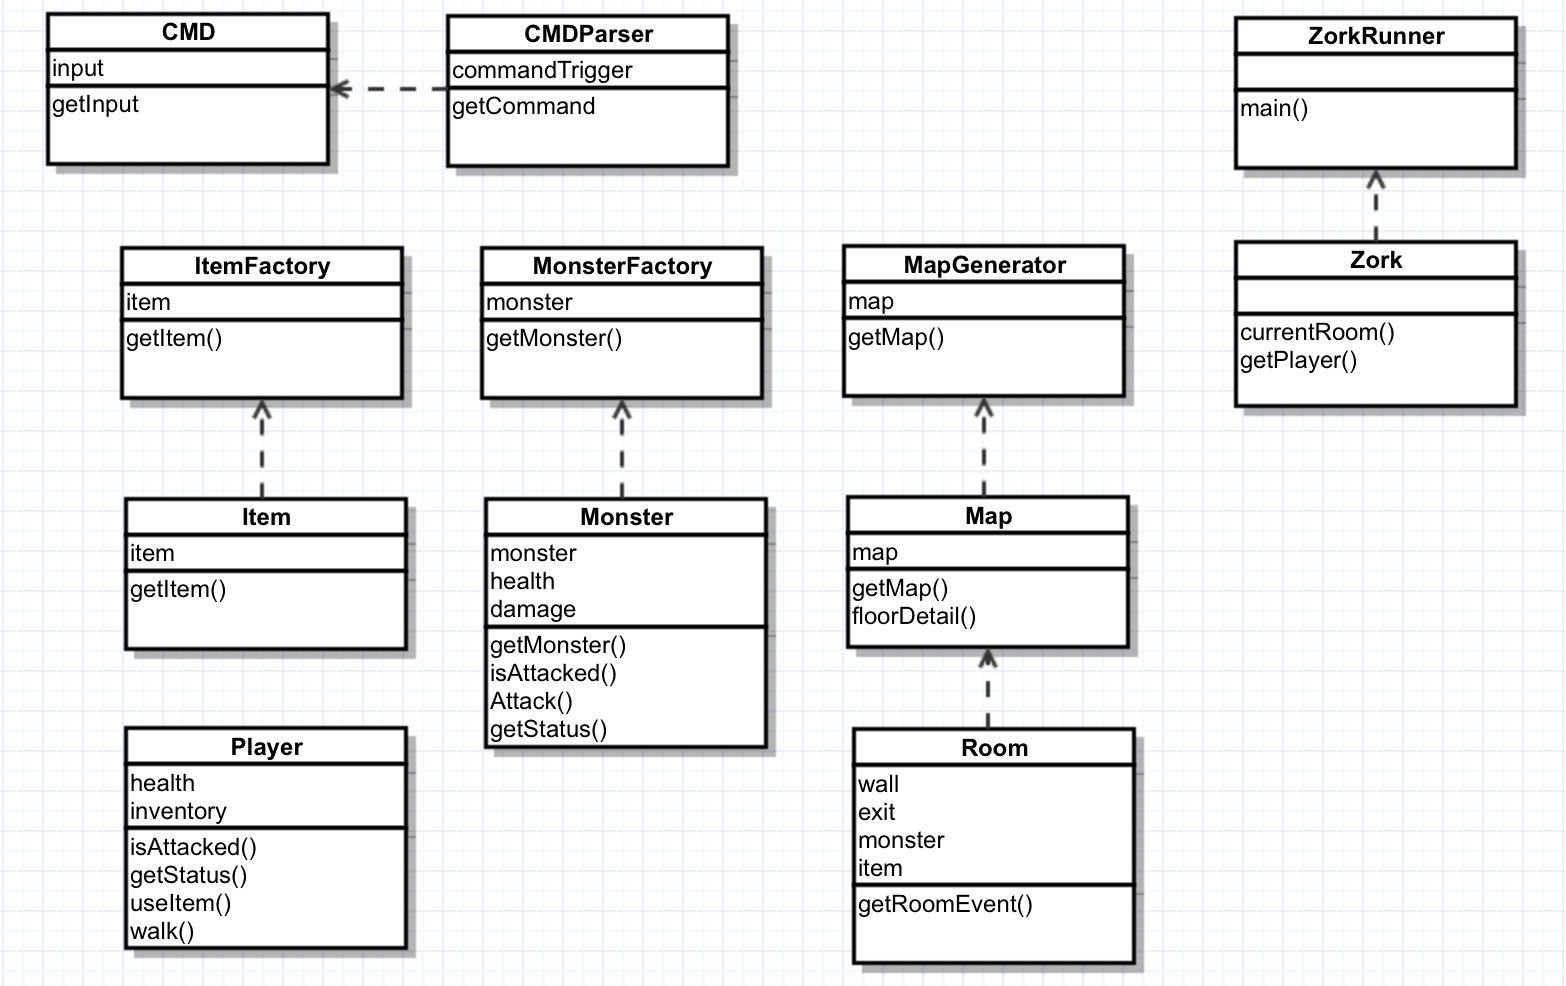 CMD
input
getInput
CMDParser
commandTrigger
getCommand
ZorkRunner
main()
ItemFactory
item
getItem()
MonsterFactory
monster
getMonster()
MapGenerator
map
getMap()
Zork
currentRoom()
getPlayer()
Item
item
getItem()
Monster
monster
health
damage
getMonster()
isAttacked()
Attack()
getStatus()
Map
map
getMap()
floorDetail()
Player
health
inventory
isAttacked()
getStatus()
useItem()
walk()
Room
wall
exit
monster
item
getRoomEvent()